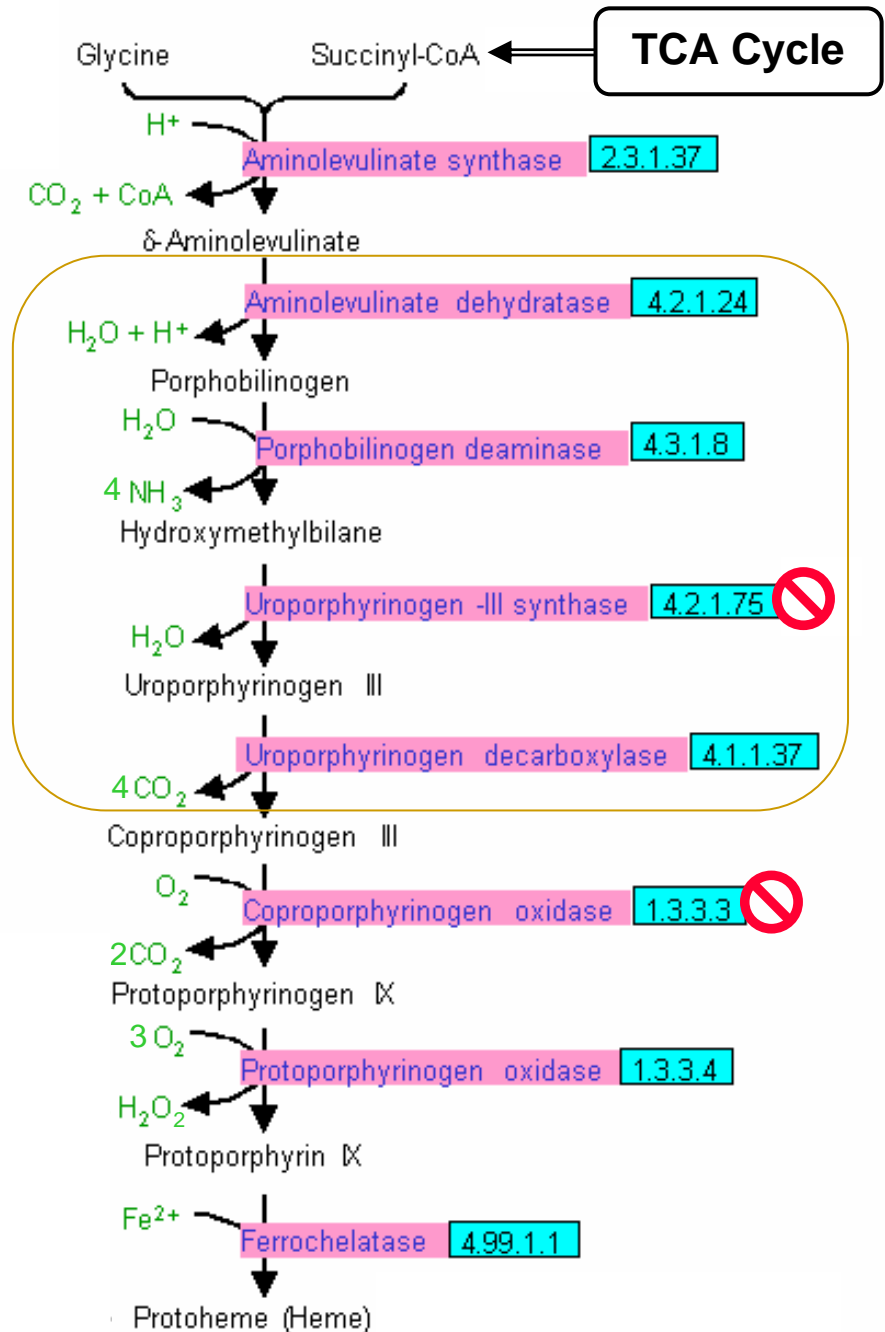 Glycine Succinyl-CoA TCA Cycle
H⁺
Aminolevulinate synthase 2.3.1.37
CO₂ + CoA
δ-Aminolevulinate
Aminolevulinate dehydratase 4.2.1.24
H₂O + H⁺
Porphobilinogen
H₂O
Porphobilinogen deaminase 4.3.1.8
4 NH₃
Hydroxymethylbilane
Uroporphyrinogen -III synthase 4.2.1.75
H₂O
Uroporphyrinogen III
Uroporphyrinogen decarboxylase 4.1.1.37
4CO₂
Coproporphyrinogen III
O₂
Coproporphyrinogen oxidase 1.3.3.3
2CO₂
Protoporphyrinogen IX
3 O₂
Protoporphyrinogen oxidase 1.3.3.4
H₂O₂
Protoporphyrin IX
Fe²⁺
Ferrochelatase 4.99.1.1
Protoheme (Heme)